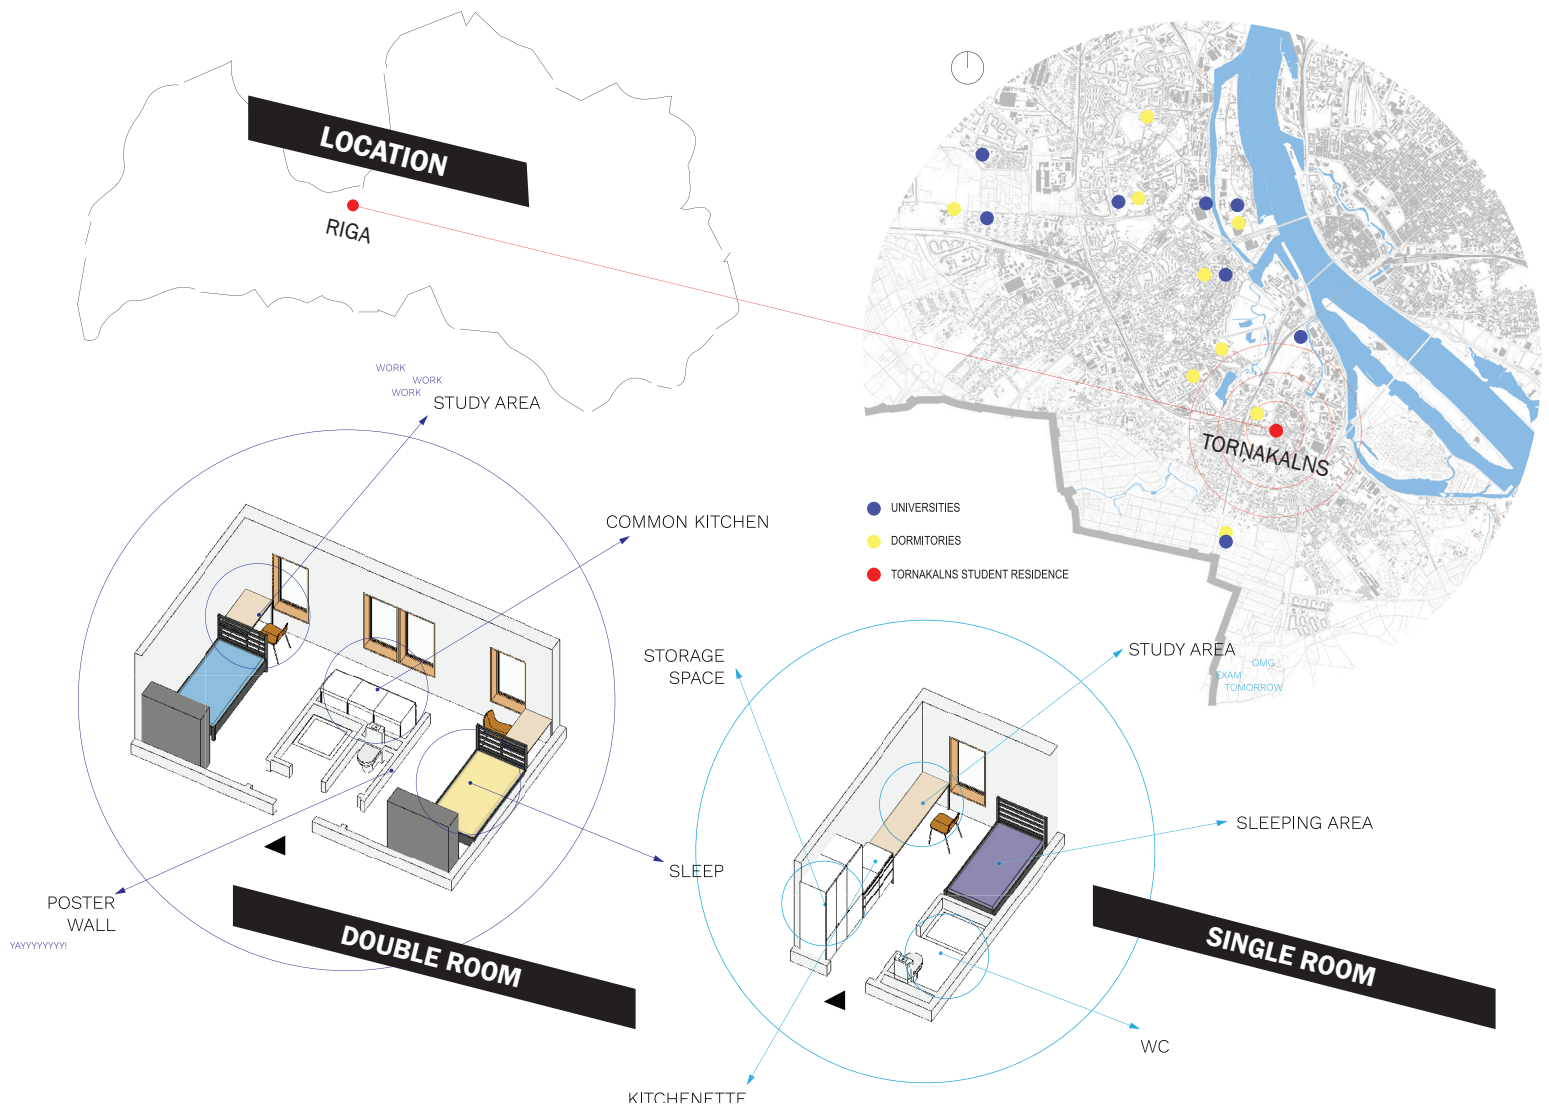 LOCATION
RIGA
TORŅAKALNS
UNIVERSITIES
DORMITORIES
TORNAKALNS STUDENT RESIDENCE
WORK
WORK
WORK
STUDY AREA
COMMON KITCHEN
SLEEP
POSTER
WALL
YAYYYYYYYY!
DOUBLE ROOM
STORAGE
SPACE
STUDY AREA
OMG
EXAM
TOMORROW
SLEEPING AREA
SINGLE ROOM
WC
KITCHENETTE